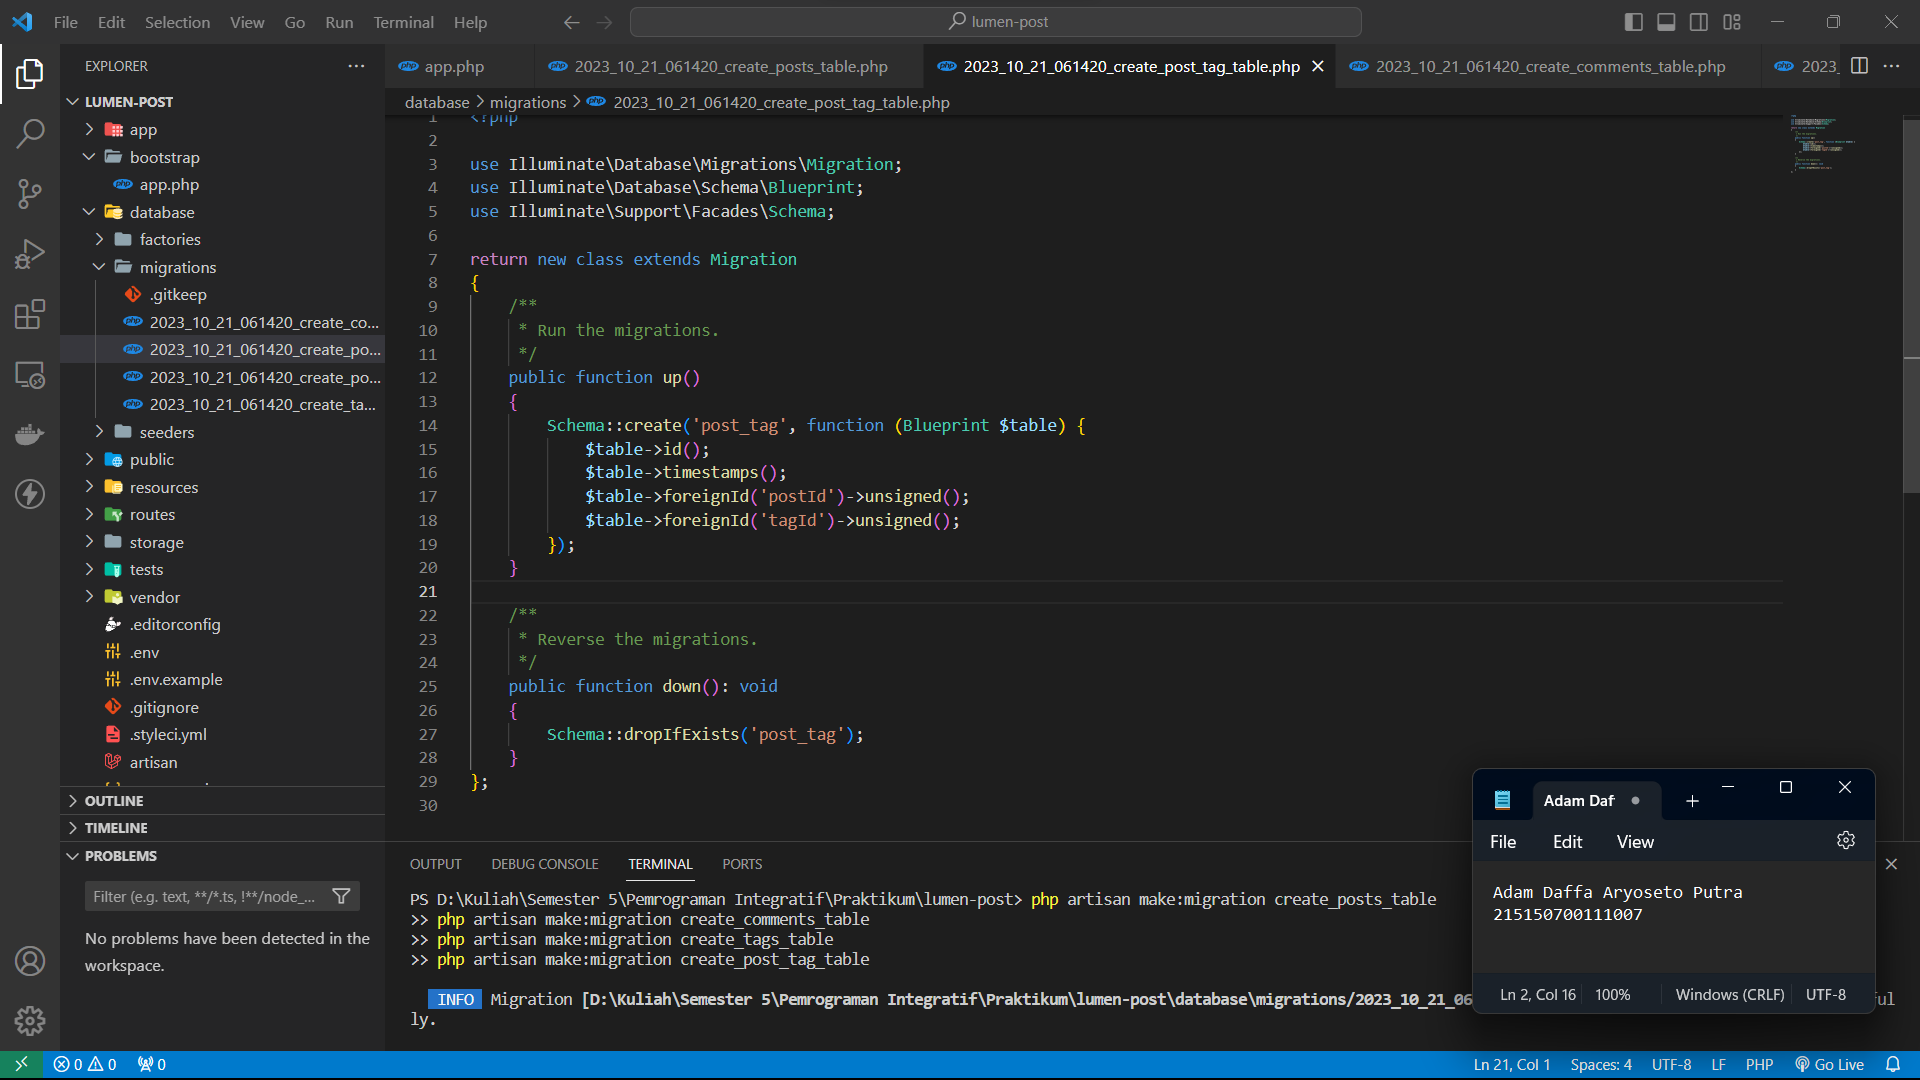 File Edit Selection View Go Run Terminal Help
lumen-post
EXPLORER
LUMEN-POST
app
bootstrap
app.php
database
factories
migrations
.gitkeep
2023_10_21_061420_create_co...
2023_10_21_061420_create_po...
2023_10_21_061420_create_po...
2023_10_21_061420_create_ta...
seeders
public
resources
routes
storage
tests
vendor
.editorconfig
.env
.env.example
.gitignore
.styleci.yml
artisan
OUTLINE
TIMELINE
PROBLEMS
Filter (e.g. text, **/*.ts, !**/node_...
No problems have been detected in the
workspace.
app.php
2023_10_21_061420_create_posts_table.php
2023_10_21_061420_create_post_tag_table.php
2023_10_21_061420_create_comments_table.php
2023_
database > migrations > 2023_10_21_061420_create_post_tag_table.php
1 <?php
2
3 use Illuminate\Database\Migrations\Migration;
4 use Illuminate\Database\Schema\Blueprint;
5 use Illuminate\Support\Facades\Schema;
6
7 return new class extends Migration
8 {
9 /**
10 * Run the migrations.
11 */
12 public function up()
13 {
14 Schema::create('post_tag', function (Blueprint $table) {
15 $table->id();
16 $table->timestamps();
17 $table->foreignId('postId')->unsigned();
18 $table->foreignId('tagId')->unsigned();
19 });
20 }
21
22 /**
23 * Reverse the migrations.
24 */
25 public function down(): void
26 {
27 Schema::dropIfExists('post_tag');
28 }
29 };
30
OUTPUT DEBUG CONSOLE TERMINAL PORTS
PS D:\Kuliah\Semester 5\Pemrograman Integratif\Praktikum\lumen-post> php artisan make:migration create_posts_table
>> php artisan make:migration create_comments_table
>> php artisan make:migration create_tags_table
>> php artisan make:migration create_post_tag_table
INFO Migration [D:\Kuliah\Semester 5\Pemrograman Integratif\Praktikum\lumen-post\database\migrations/2023_10_21_06
ul
ly.
Adam Daf
File Edit View
Adam Daffa Aryoseto Putra
215150700111007
Ln 2, Col 16 100% Windows (CRLF) UTF-8
0 0 0
Ln 21, Col 1 Spaces: 4 UTF-8 LF PHP Go Live